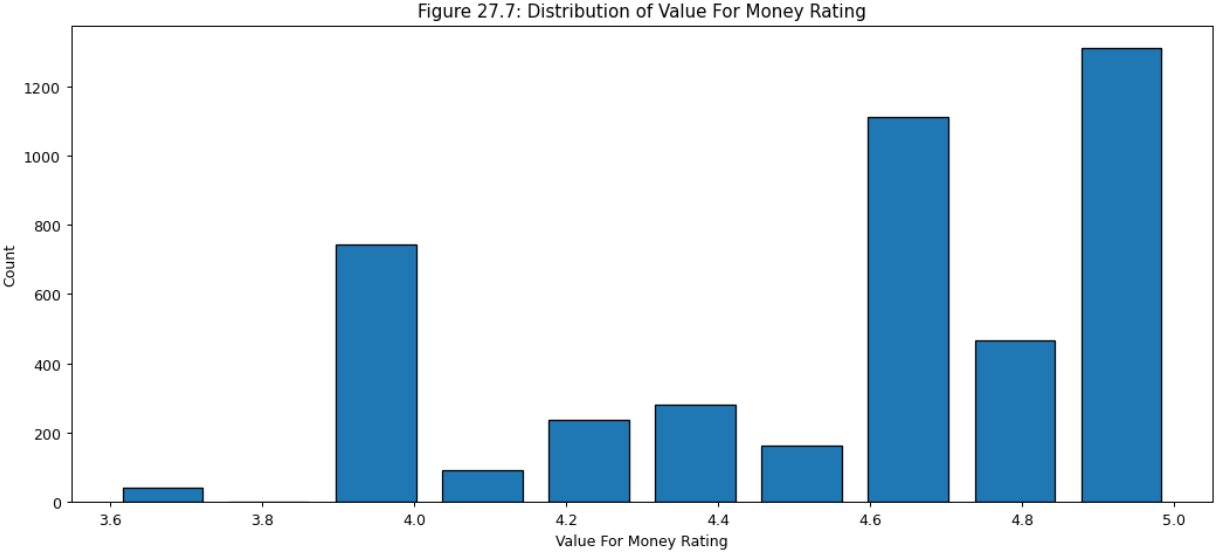 Figure 27.7: Distribution of Value For Money Rating
1200
1000
800
600
400
200
0
Count
3.6 3.8 4.0 4.2 4.4 4.6 4.8 5.0
Value For Money Rating